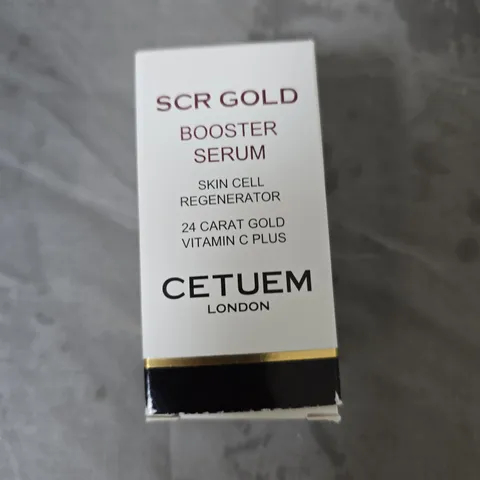 SCR GOLD
BOOSTER
SERUM
SKIN CELL
REGENERATOR
24 CARAT GOLD
VITAMIN C PLUS
CETUEM
LONDON